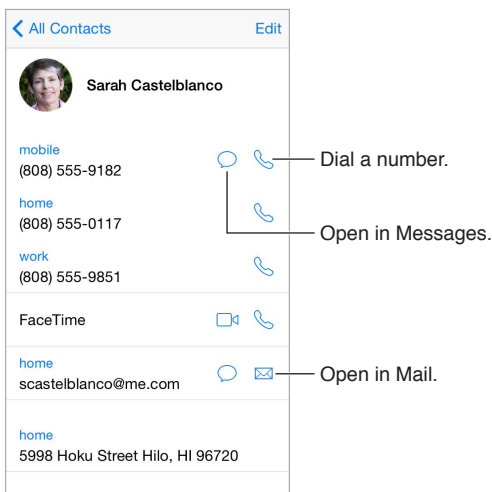 All Contacts Edit
Sarah Castelblanco
mobile
(808) 555-9182
Dial a number.
home
(808) 555-0117
Open in Messages.
work
(808) 555-9851
FaceTime
home
scastelblanco@me.com
Open in Mail.
home
5998 Hoku Street Hilo, HI 96720